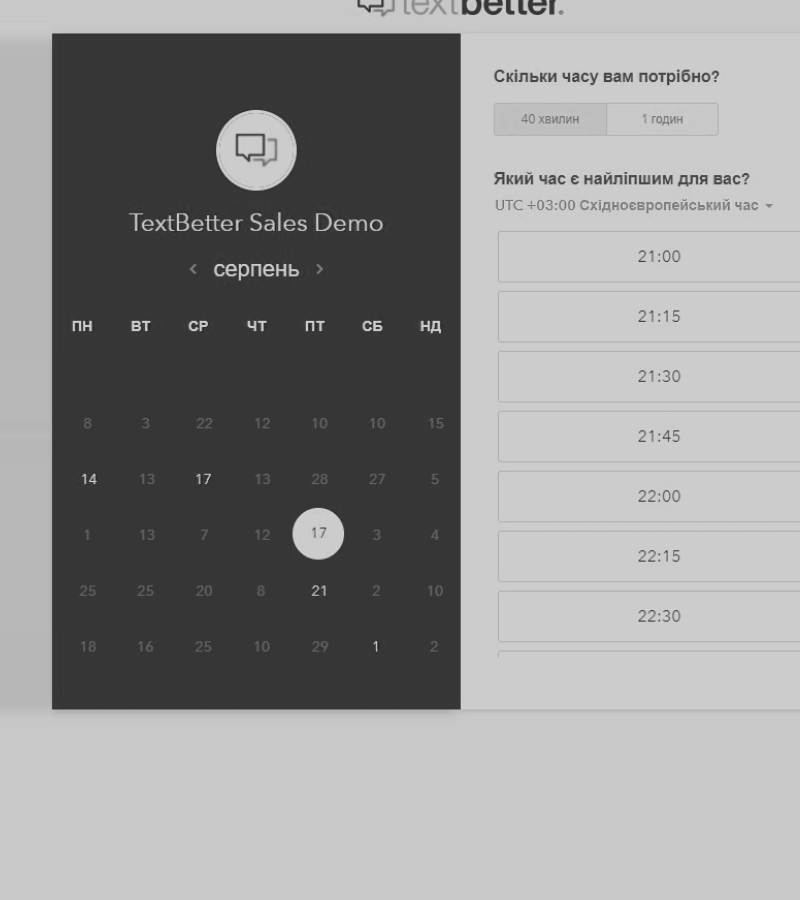 textbetter.
TextBetter Sales Demo
серпень
ПН ВТ СР ЧТ ПТ СБ НД
8 3 22 12 10 10 15
14 13 17 13 28 27 5
1 13 7 12 17 3 4
25 25 20 8 21 2 10
18 16 25 10 29 1 2
Скільки часу вам потрібно?
40 хвилин 1 годин
Який час є найліпшим для вас?
UTC +03:00 Східноєвропейський час
21:00
21:15
21:30
21:45
22:00
22:15
22:30